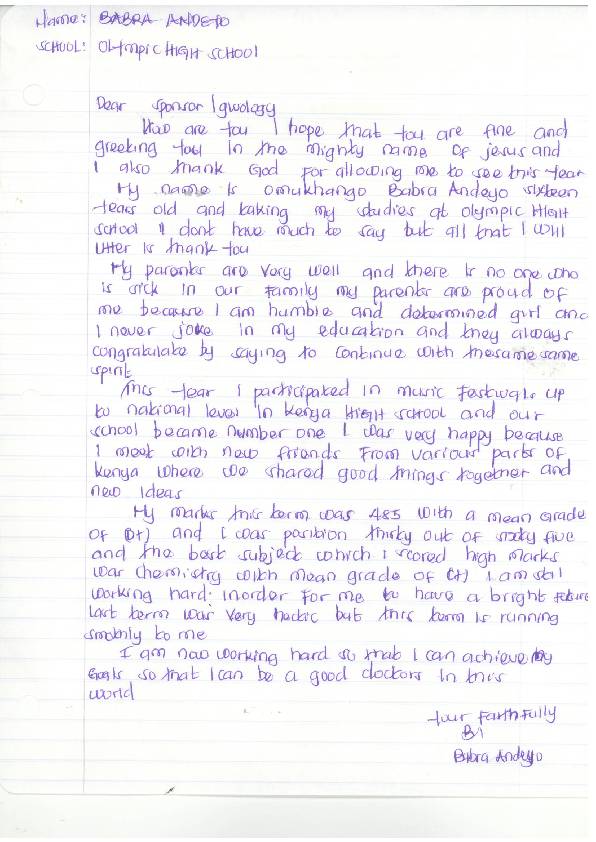 Name: BABRA ANDEYO
SCHOOL: OLYMPIC HIGH SCHOOL
Dear sponsor Igwology
How are you I hope that you are fine and
greeking you in the mighty name of jesus and
I also thank God for allowing me to see this year
My name is omukhango Babra Andeyo sixteen
years old and taking my studies at olympic High
school I dont have much to say but all that I will
utter is thank you
My parents are very well and there is no one who
is sick in our family my parents are proud of
me because I am humble and determined girl and
I never joke in my education and they always
congratulate by saying to continue with thesame same
spirit
This year I participated in music festivals up
to national level in Kenya High school and our
school became number one I was very happy because
I meet with new friends from various parts of
Kenya where we shared good things together and
new ideas
My marks this term was 485 with a mean grade
of (D+) and I was position thirty out of sixty five
and the best subject which I scored high marks
was chemistry with mean grade of (C+) I am still
working hard: inorder for me to have a bright future
Last term was very hectic but this term is running
smothly to me
I am now working hard so that I can achieve my
Goals so that I can be a good doctors in this
world
Your Faithfully
BA
Babra Andeyo